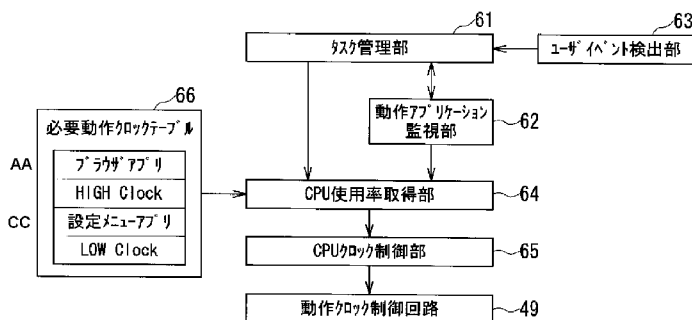 61
タスク管理部
63
ユーザイベント検出部
66
必要動作クロックテーブル
AA
ブラウザアプリ
HIGH Clock
CC
設定メニューアプリ
LOW Clock
動作アプリケーション
監視部
62
CPU使用率取得部
64
CPUクロック制御部
65
動作クロック制御回路
49